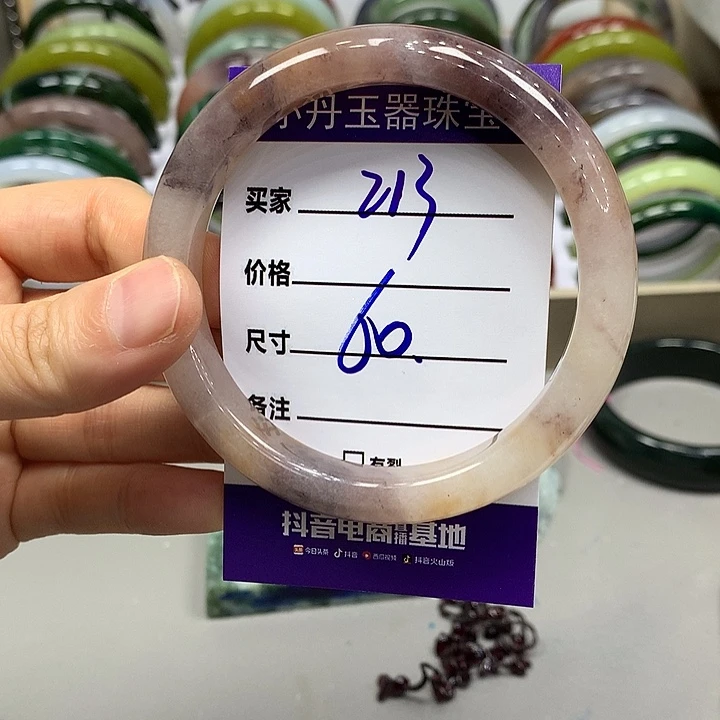 小丹玉器珠宝
买家 213
价格
尺寸 60.
备注
有裂
抖音电商直播基地
今日头条 抖音 西瓜视频 抖音火山版